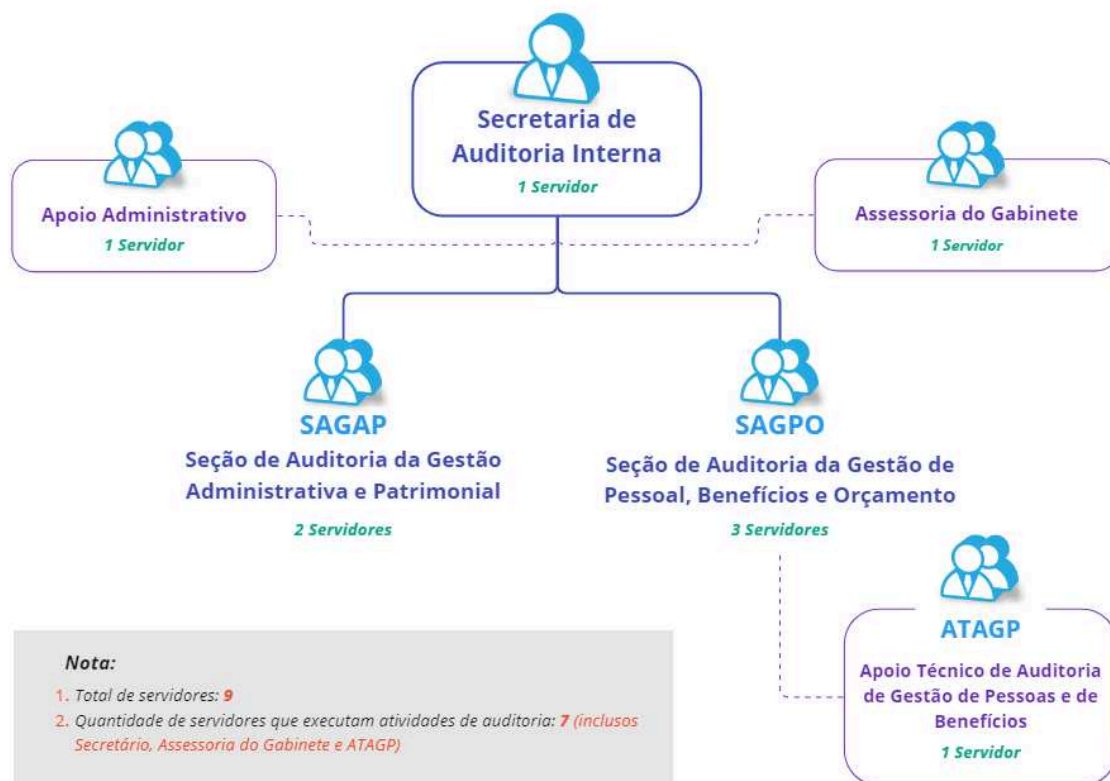 Secretaria de
Auditoria Interna
1 Servidor
Apoio Administrativo
1 Servidor
Assessoria do Gabinete
1 Servidor
SAGAP
Seção de Auditoria da Gestão
Administrativa e Patrimonial
2 Servidores
SAGPO
Seção de Auditoria da Gestão de
Pessoal, Benefícios e Orçamento
3 Servidores
ATAGP
Apoio Técnico de Auditoria
de Gestão de Pessoas e de
Benefícios
1 Servidor
Nota:
1. Total de servidores: 9
2. Quantidade de servidores que executam atividades de auditoria: 7 (inclusos
Secretário, Assessoria do Gabinete e ATAGP)